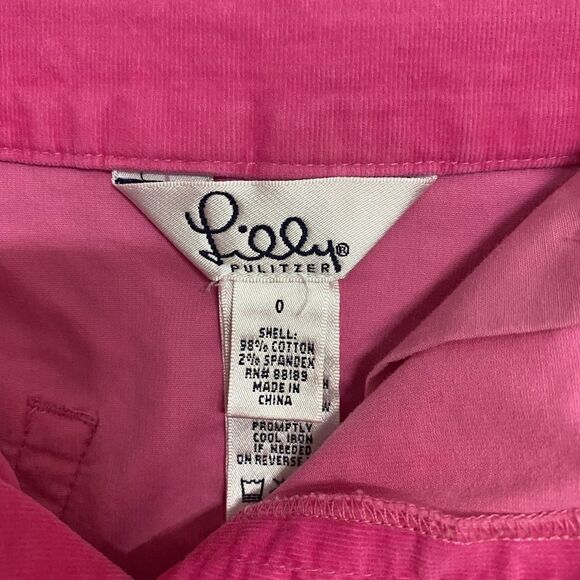 Lilly®
PULITZER
0
SHELL:
98% COTTON
2% SPANDEX
RN# 88189
MADE IN
CHINA
PROMPTLY
COOL IRON
IF NEEDED
ON REVERSE